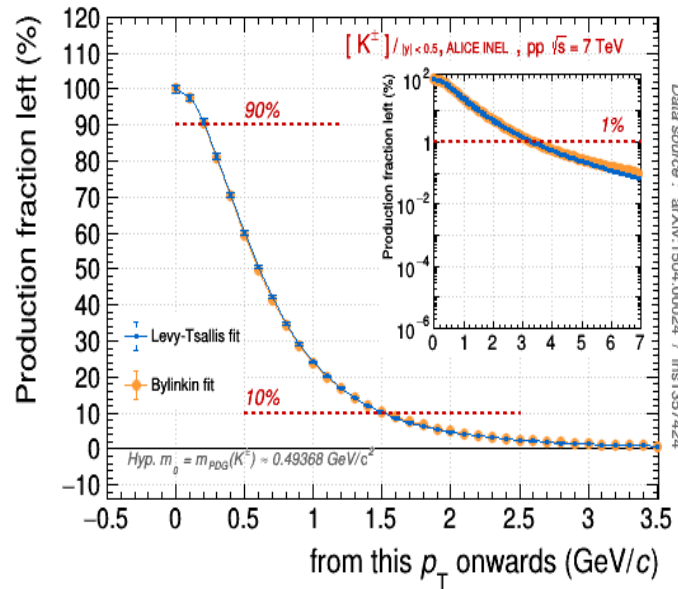 [ K± ] / |y| < 0.5, ALICE INEL , pp √s = 7 TeV
Production fraction left (%)
120
110
100
90
80
70
60
50
40
30
20
10
0
−10
90%
10%
Levy-Tsallis fit
Bylinkin fit
Hyp. m0 = mPDG(K±) ≈ 0.49368 GeV/c²
−0.5 0 0.5 1 1.5 2 2.5 3 3.5
from this pT onwards (GeV/c)
Production fraction left (%)
10²
1
10⁻²
10⁻⁴
10⁻⁶
1%
0 1 2 3 4 5 6 7
Data source : arXiv:1504.00024 / ins1357424